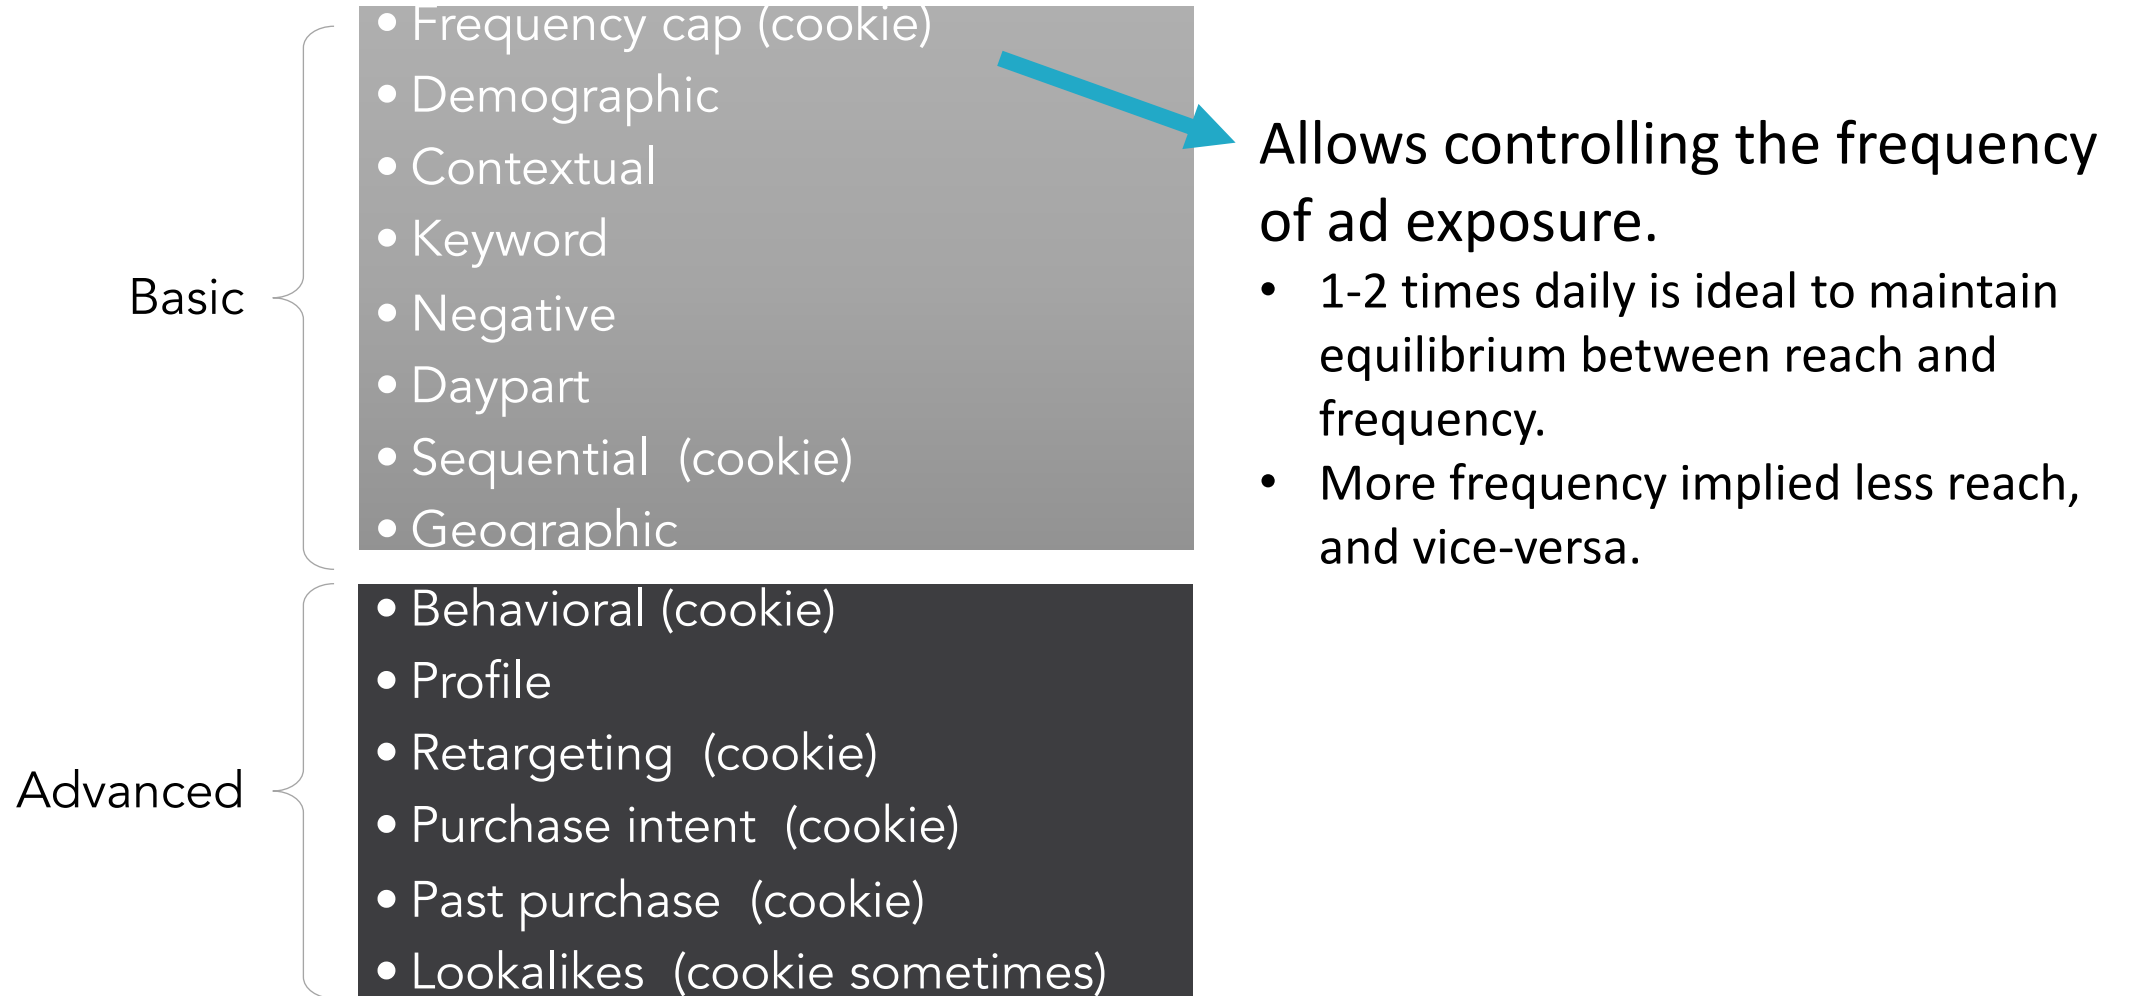 Basic
• Frequency cap (cookie)
• Demographic
• Contextual
• Keyword
• Negative
• Daypart
• Sequential (cookie)
• Geographic
Advanced
• Behavioral (cookie)
• Profile
• Retargeting (cookie)
• Purchase intent (cookie)
• Past purchase (cookie)
• Lookalikes (cookie sometimes)
Allows controlling the frequency
of ad exposure.
• 1-2 times daily is ideal to maintain
equilibrium between reach and
frequency.
• More frequency implied less reach,
and vice-versa.